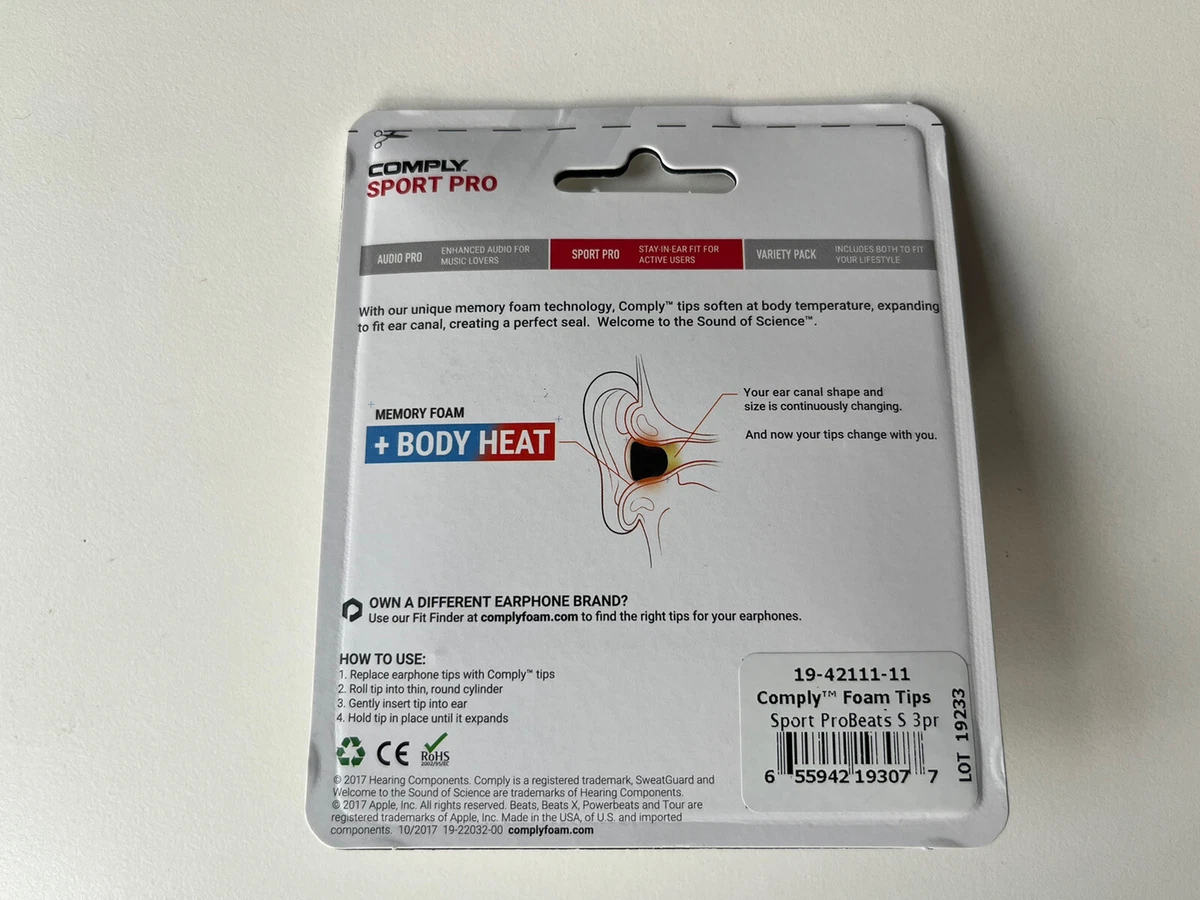 COMPLY™
SPORT PRO
AUDIO PRO
ENHANCED AUDIO FOR
MUSIC LOVERS
SPORT PRO
STAY-IN-EAR FIT FOR
ACTIVE USERS
VARIETY PACK
INCLUDES BOTH TO FIT
YOUR LIFESTYLE
With our unique memory foam technology, Comply™ tips soften at body temperature, expanding
to fit ear canal, creating a perfect seal. Welcome to the Sound of Science™.
MEMORY FOAM
+ BODY HEAT
Your ear canal shape and
size is continuously changing.
And now your tips change with you.
OWN A DIFFERENT EARPHONE BRAND?
Use our Fit Finder at complyfoam.com to find the right tips for your earphones.
HOW TO USE:
1. Replace earphone tips with Comply™ tips
2. Roll tip into thin, round cylinder
3. Gently insert tip into ear
4. Hold tip in place until it expands
CE
RoHS
2002/95/EC
© 2017 Hearing Components. Comply is a registered trademark, SweatGuard and
Welcome to the Sound of Science are trademarks of Hearing Components.
© 2017 Apple, Inc. All rights reserved. Beats, Beats X, Powerbeats and Tour are
registered trademarks of Apple, Inc. Made in the USA, of U.S. and imported
components. 10/2017 19-22032-00 complyfoam.com
19-42111-11
Comply™ Foam Tips
Sport ProBeats S 3pr
6 55942 19307 7
LOT 19233